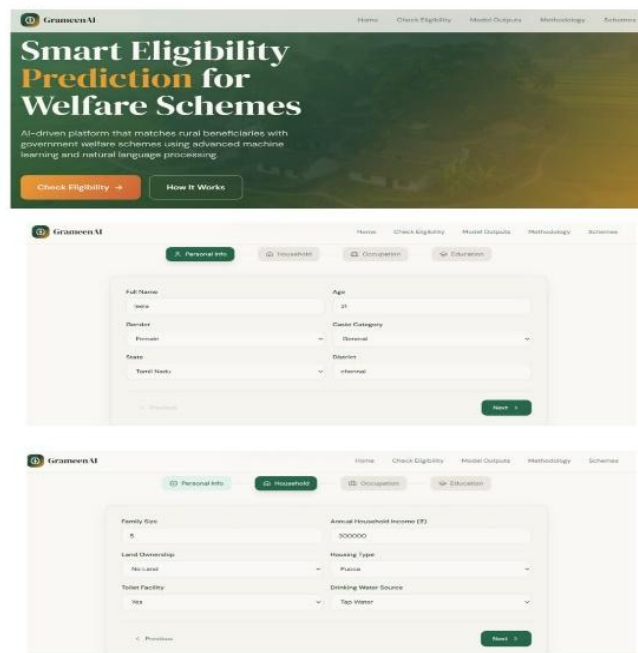 GrameenAI Home Check Eligibility Model Outputs Methodology Schemes
Smart Eligibility
Prediction for
Welfare Schemes
AI-driven platform that matches rural beneficiaries with
government welfare schemes using advanced machine
learning and natural language processing.
Check Eligibility → How It Works
GrameenAI Home Check Eligibility Model Outputs Methodology Schemes
Personal Info Household Occupation Education
Full Name Age
21
Gender Caste Category
Female General
State District
Tamil Nadu chennai
< Previous Next >
GrameenAI Home Check Eligibility Model Outputs Methodology Schemes
Personal Info Household Occupation Education
Family Size Annual Household Income (₹)
5 300000
Land Ownership Housing Type
No Land Pucca
Toilet Facility Drinking Water Source
Yes Tap Water
< Previous Next >